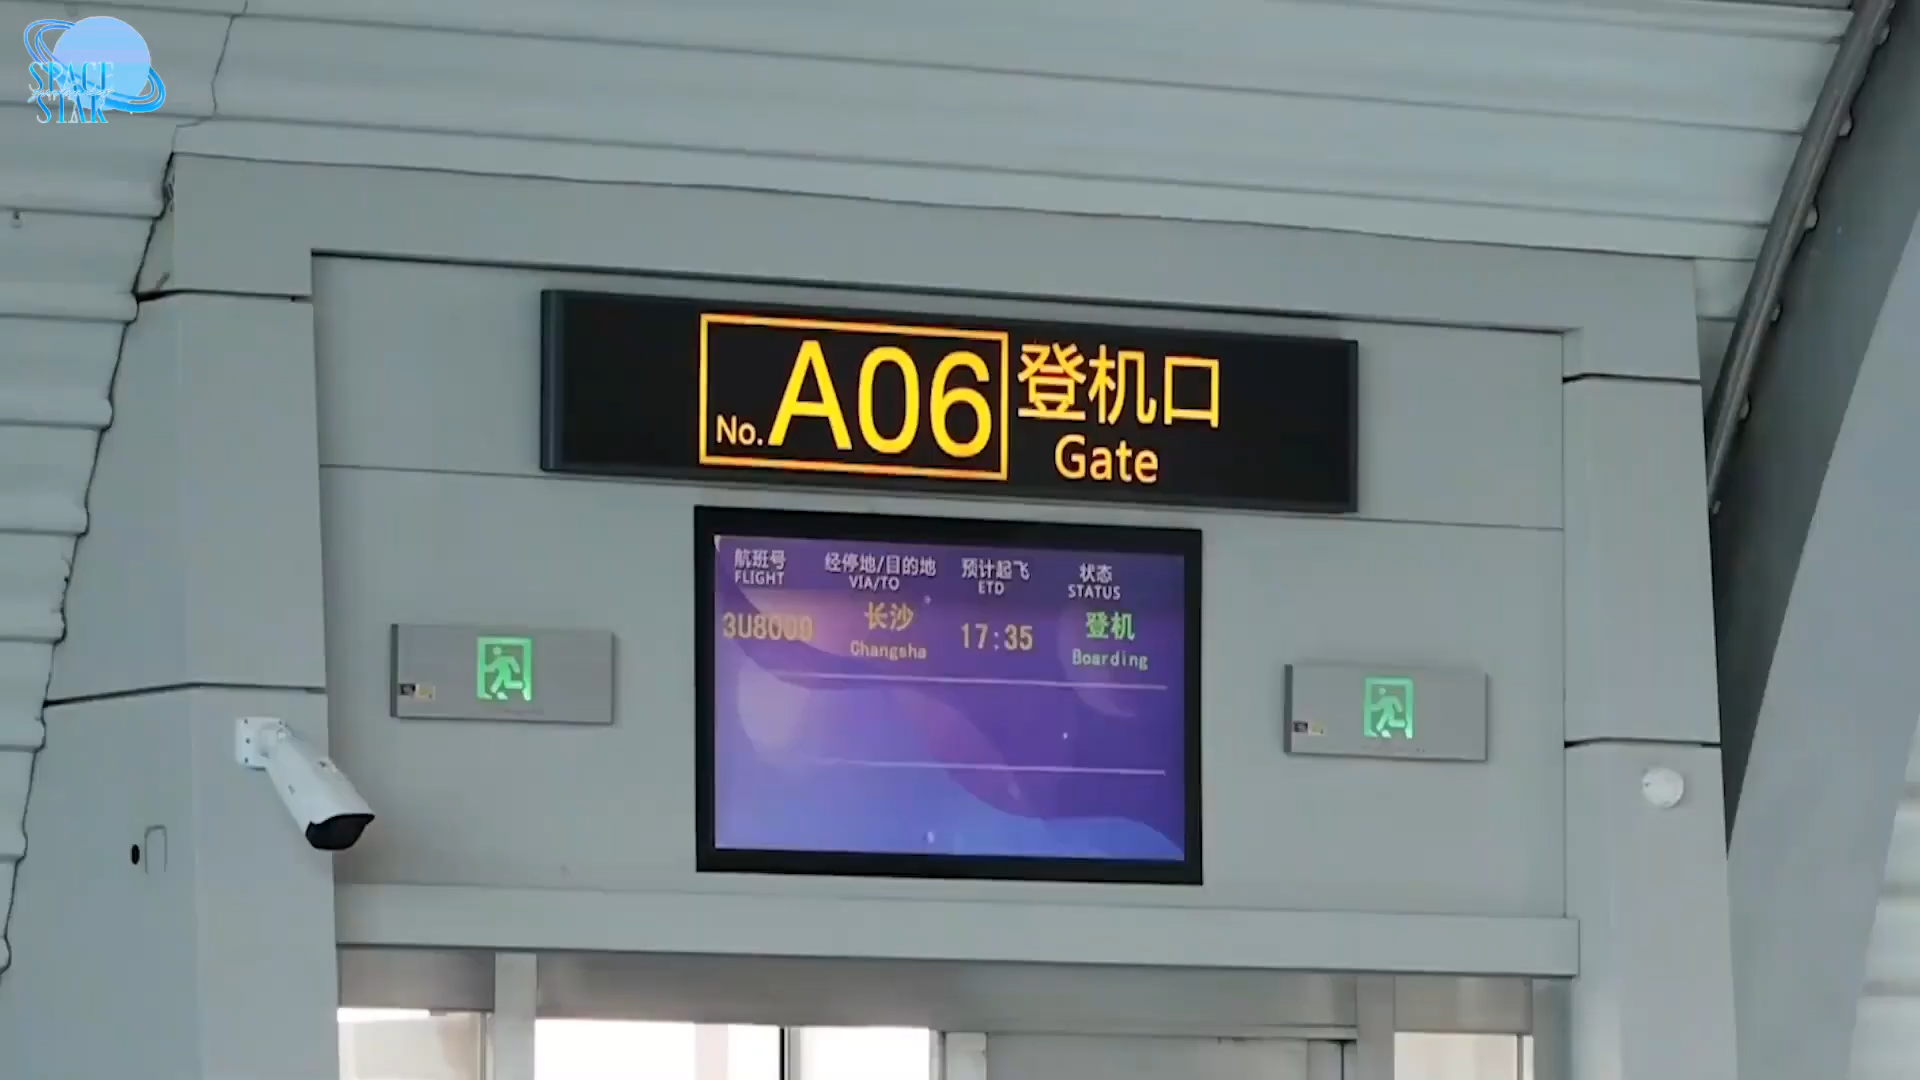 SPACE
STAR
No. A06 登机口
Gate
航班号 经停地/目的地 预计起飞 状态
FLIGHT VIA/TO ETD STATUS
3U8009 长沙 17:35 登机
Changsha Boarding